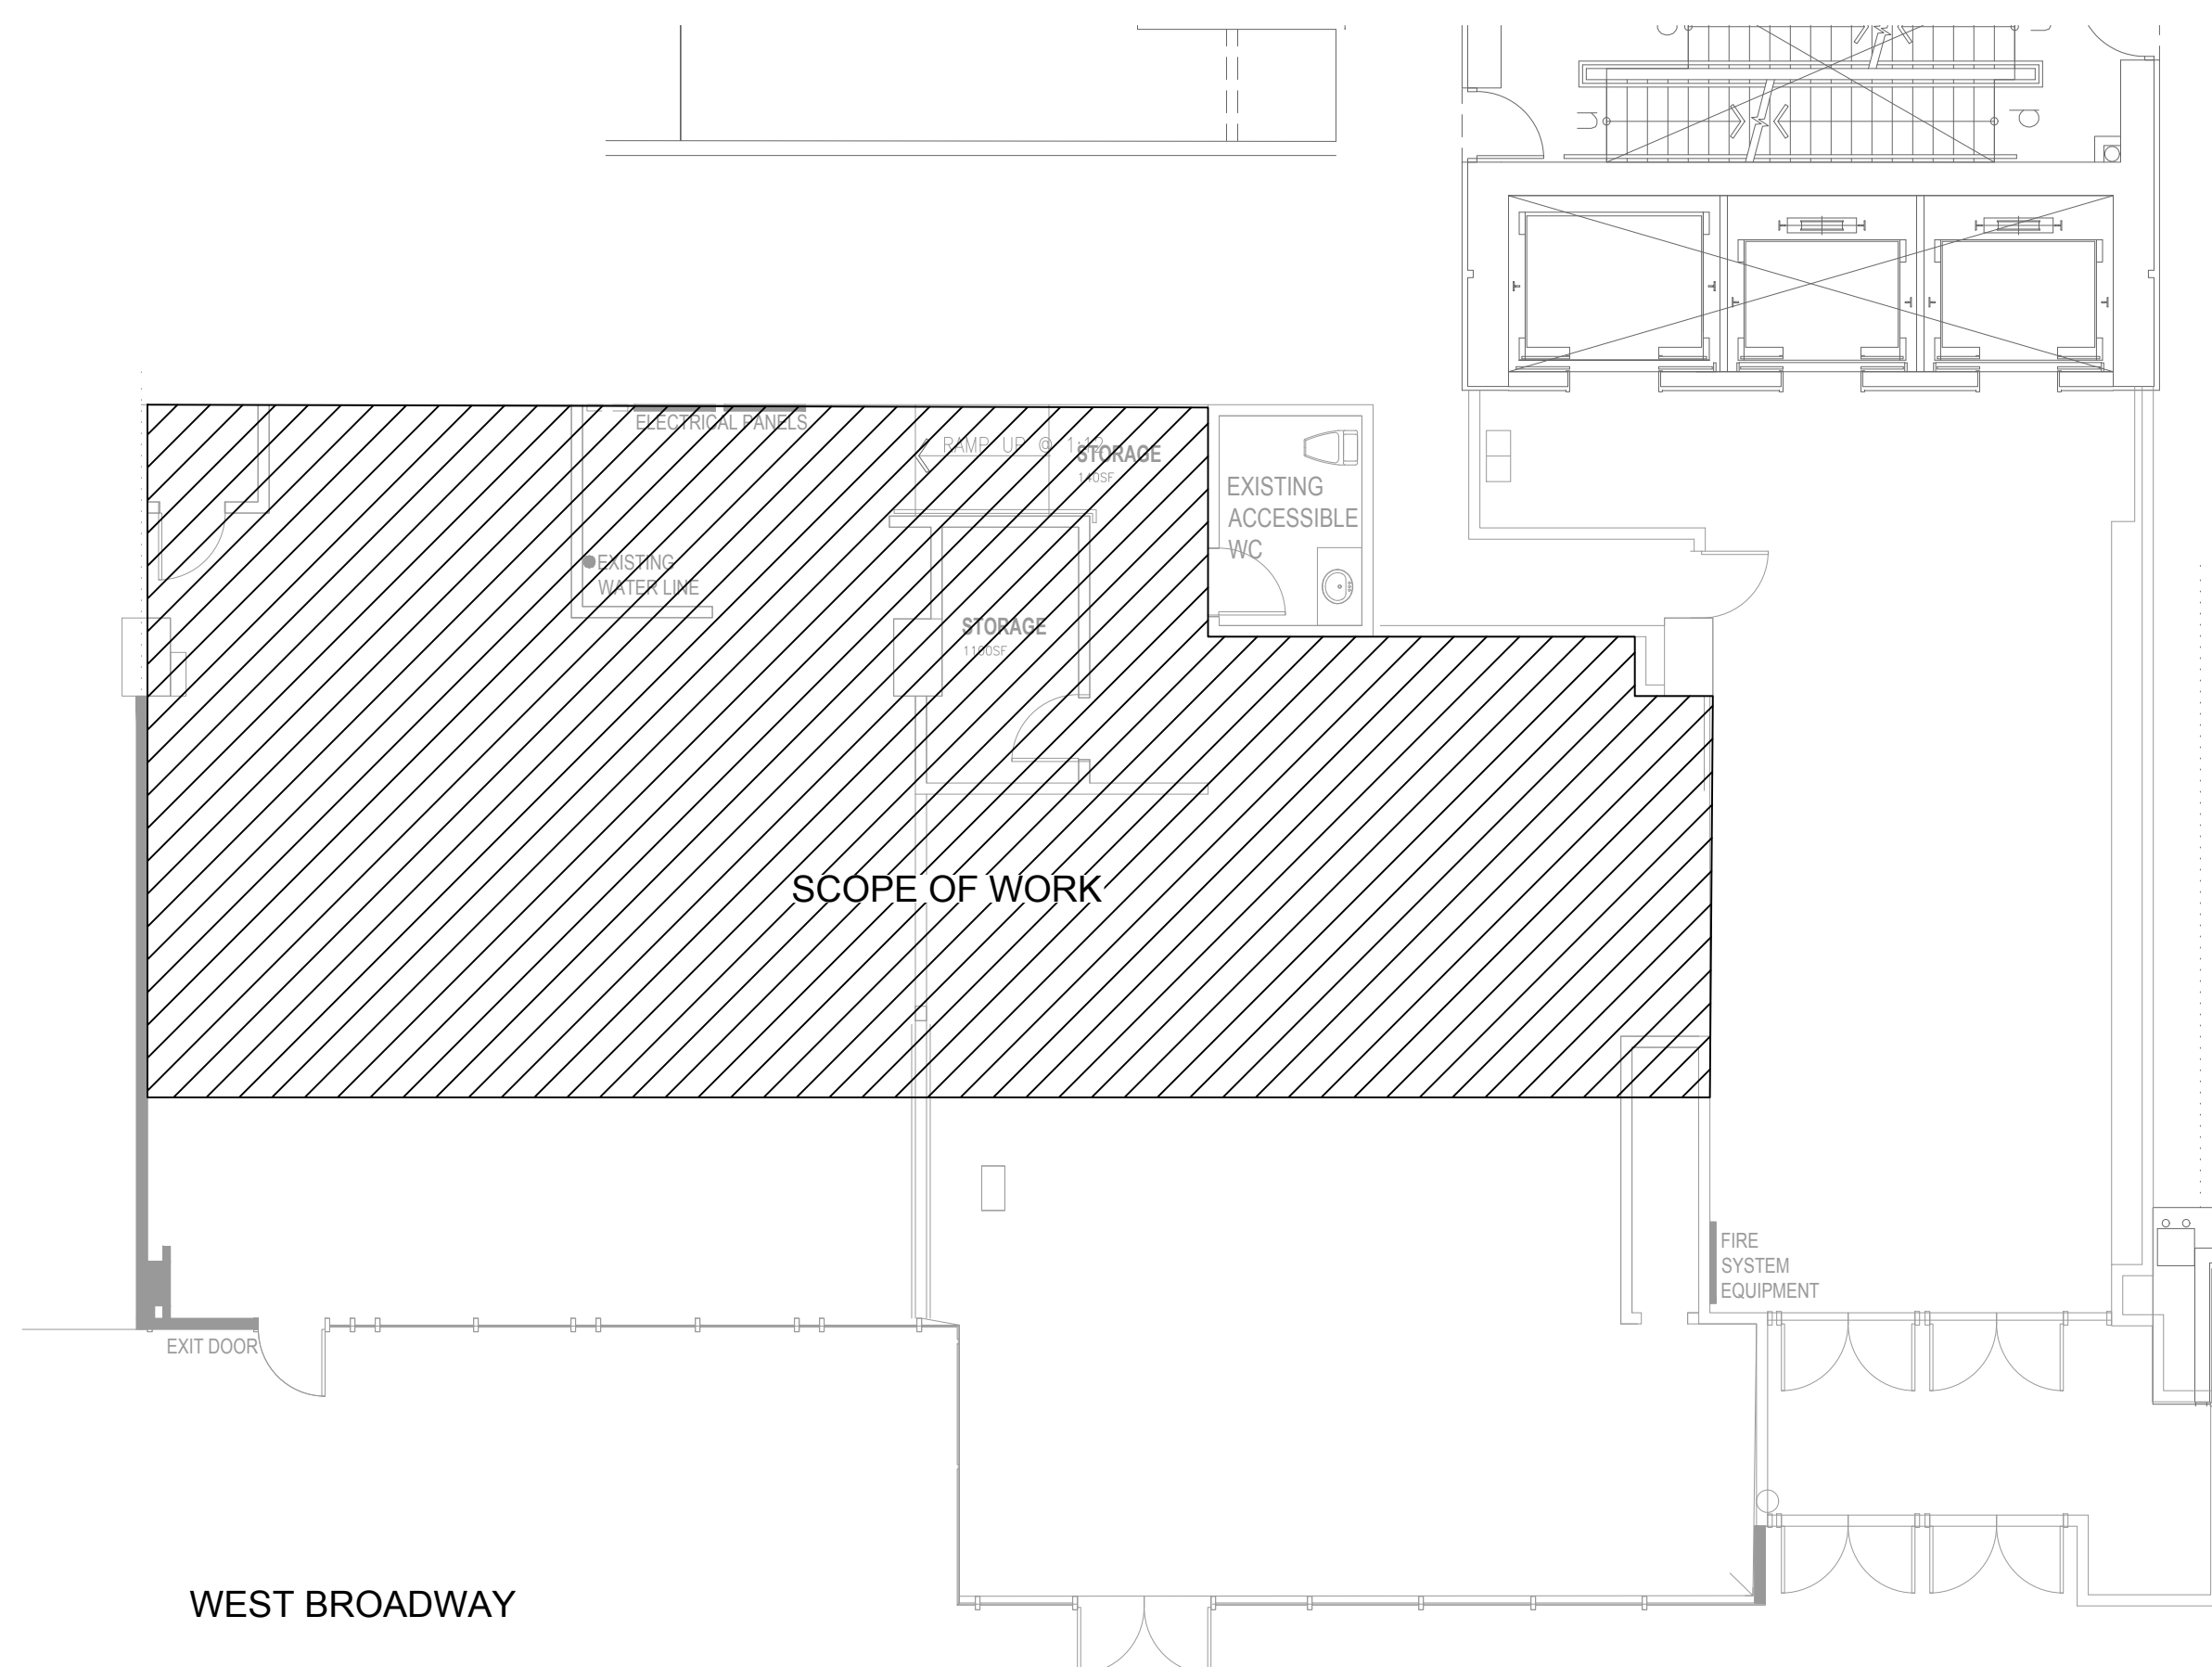 ELECTRICAL PANELS
RAMP UP @ 1:12
STORAGE
140SF
EXISTING
ACCESSIBLE
WC
EXISTING
WATER LINE
STORAGE
1100SF
SCOPE OF WORK
FIRE
SYSTEM
EQUIPMENT
EXIT DOOR
WEST BROADWAY